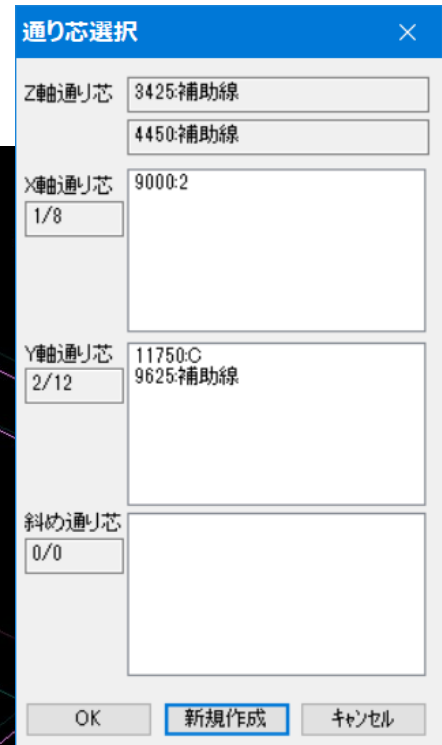 通り芯選択
Z軸通り芯
3425:補助線
4450:補助線
X軸通り芯
1/8
9000:2
Y軸通り芯
2/12
11750:C
9625:補助線
斜め通り芯
0/0
OK
新規作成
キャンセル